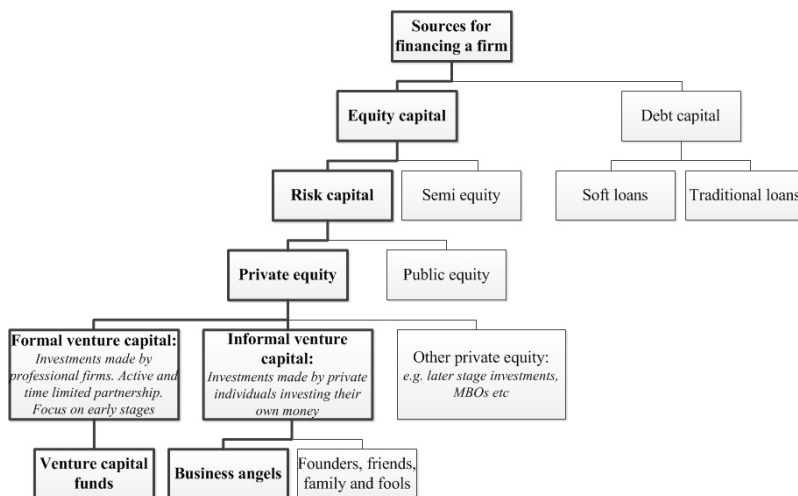 Sources for
financing a firm
Equity capital
Debt capital
Risk capital
Semi equity
Soft loans
Traditional loans
Private equity
Public equity
Formal venture capital:
Investments made by
professional firms. Active and
time limited partnership.
Focus on early stages
Informal venture
capital:
Investments made by private
individuals investing their
own money
Other private equity:
e.g. later stage investments,
MBOs etc
Venture capital
funds
Business angels
Founders, friends,
family and fools